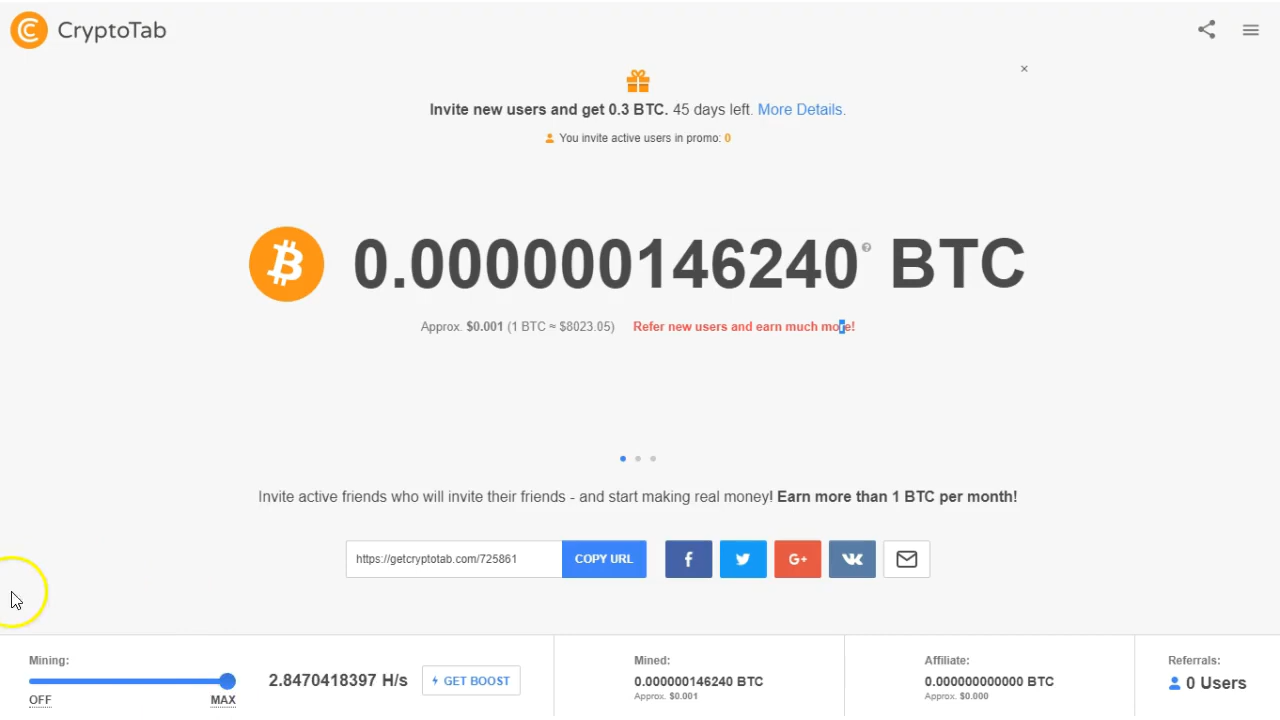 CryptoTab
Invite new users and get 0.3 BTC. 45 days left. More Details.
You invite active users in promo: 0
0.000000146240 BTC
Approx. $0.001 (1 BTC ≈ $8023.05) Refer new users and earn much more!
Invite active friends who will invite their friends - and start making real money! Earn more than 1 BTC per month!
https://getcryptotab.com/725861 COPY URL
Mining:
OFF MAX
2.8470418397 H/s GET BOOST
Mined:
0.000000146240 BTC
Approx. $0.001
Affiliate:
0.000000000000 BTC
Approx. $0.000
Referrals:
0 Users